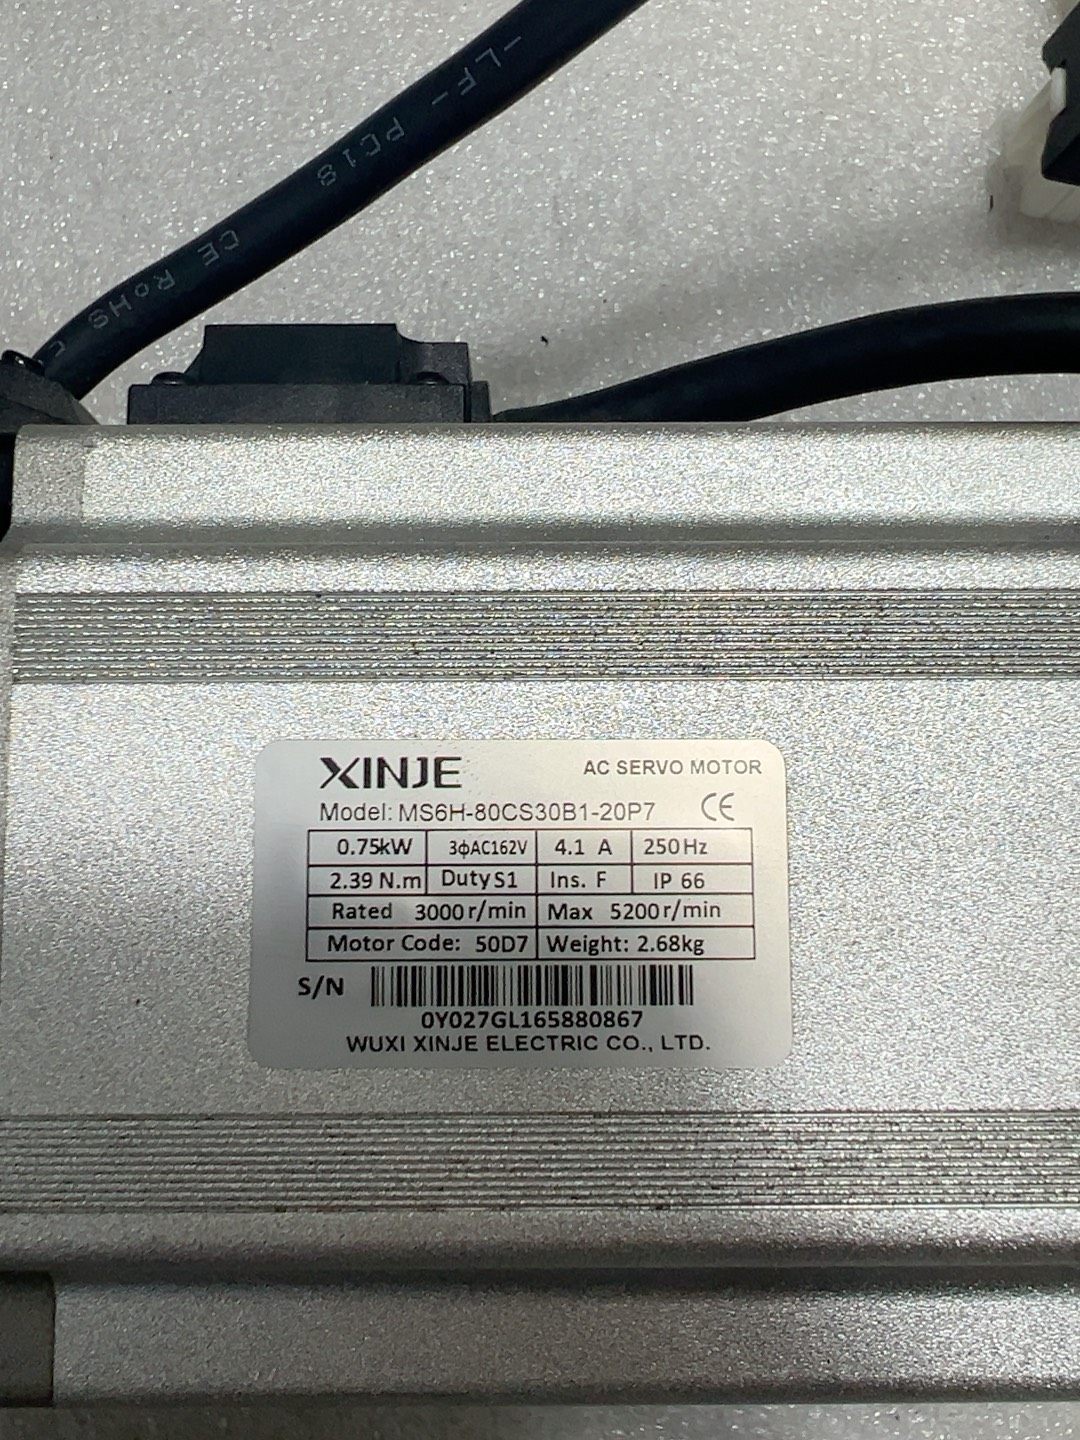 -LF- PC18
CE RoHS
XINJE AC SERVO MOTOR
Model: MS6H-80CS30B1-20P7 CE
0.75kW 3ϕAC162V 4.1 A 250Hz
2.39 N.m Duty S1 Ins. F IP 66
Rated 3000r/min Max 5200r/min
Motor Code: 50D7 Weight: 2.68kg
S/N
0Y027GL165880867
WUXI XINJE ELECTRIC CO., LTD.